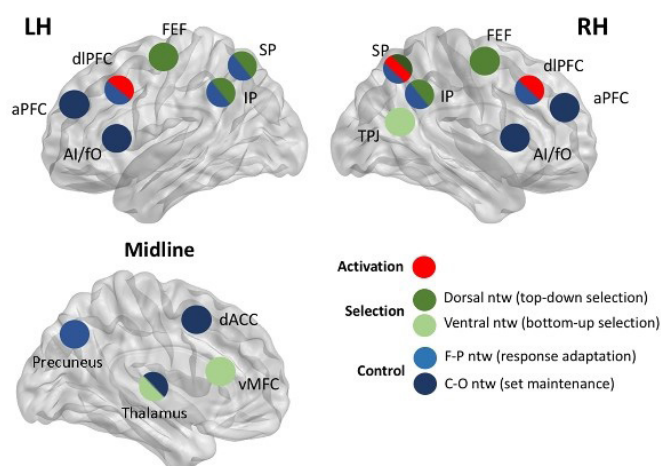 LH
FEF
SP
dlPFC
IP
aPFC
AI/fO
RH
FEF
SP
dlPFC
IP
aPFC
TPJ
AI/fO
Midline
dACC
Precuneus
vMFC
Thalamus
Activation
Selection
Dorsal ntw (top-down selection)
Ventral ntw (bottom-up selection)
Control
F-P ntw (response adaptation)
C-O ntw (set maintenance)